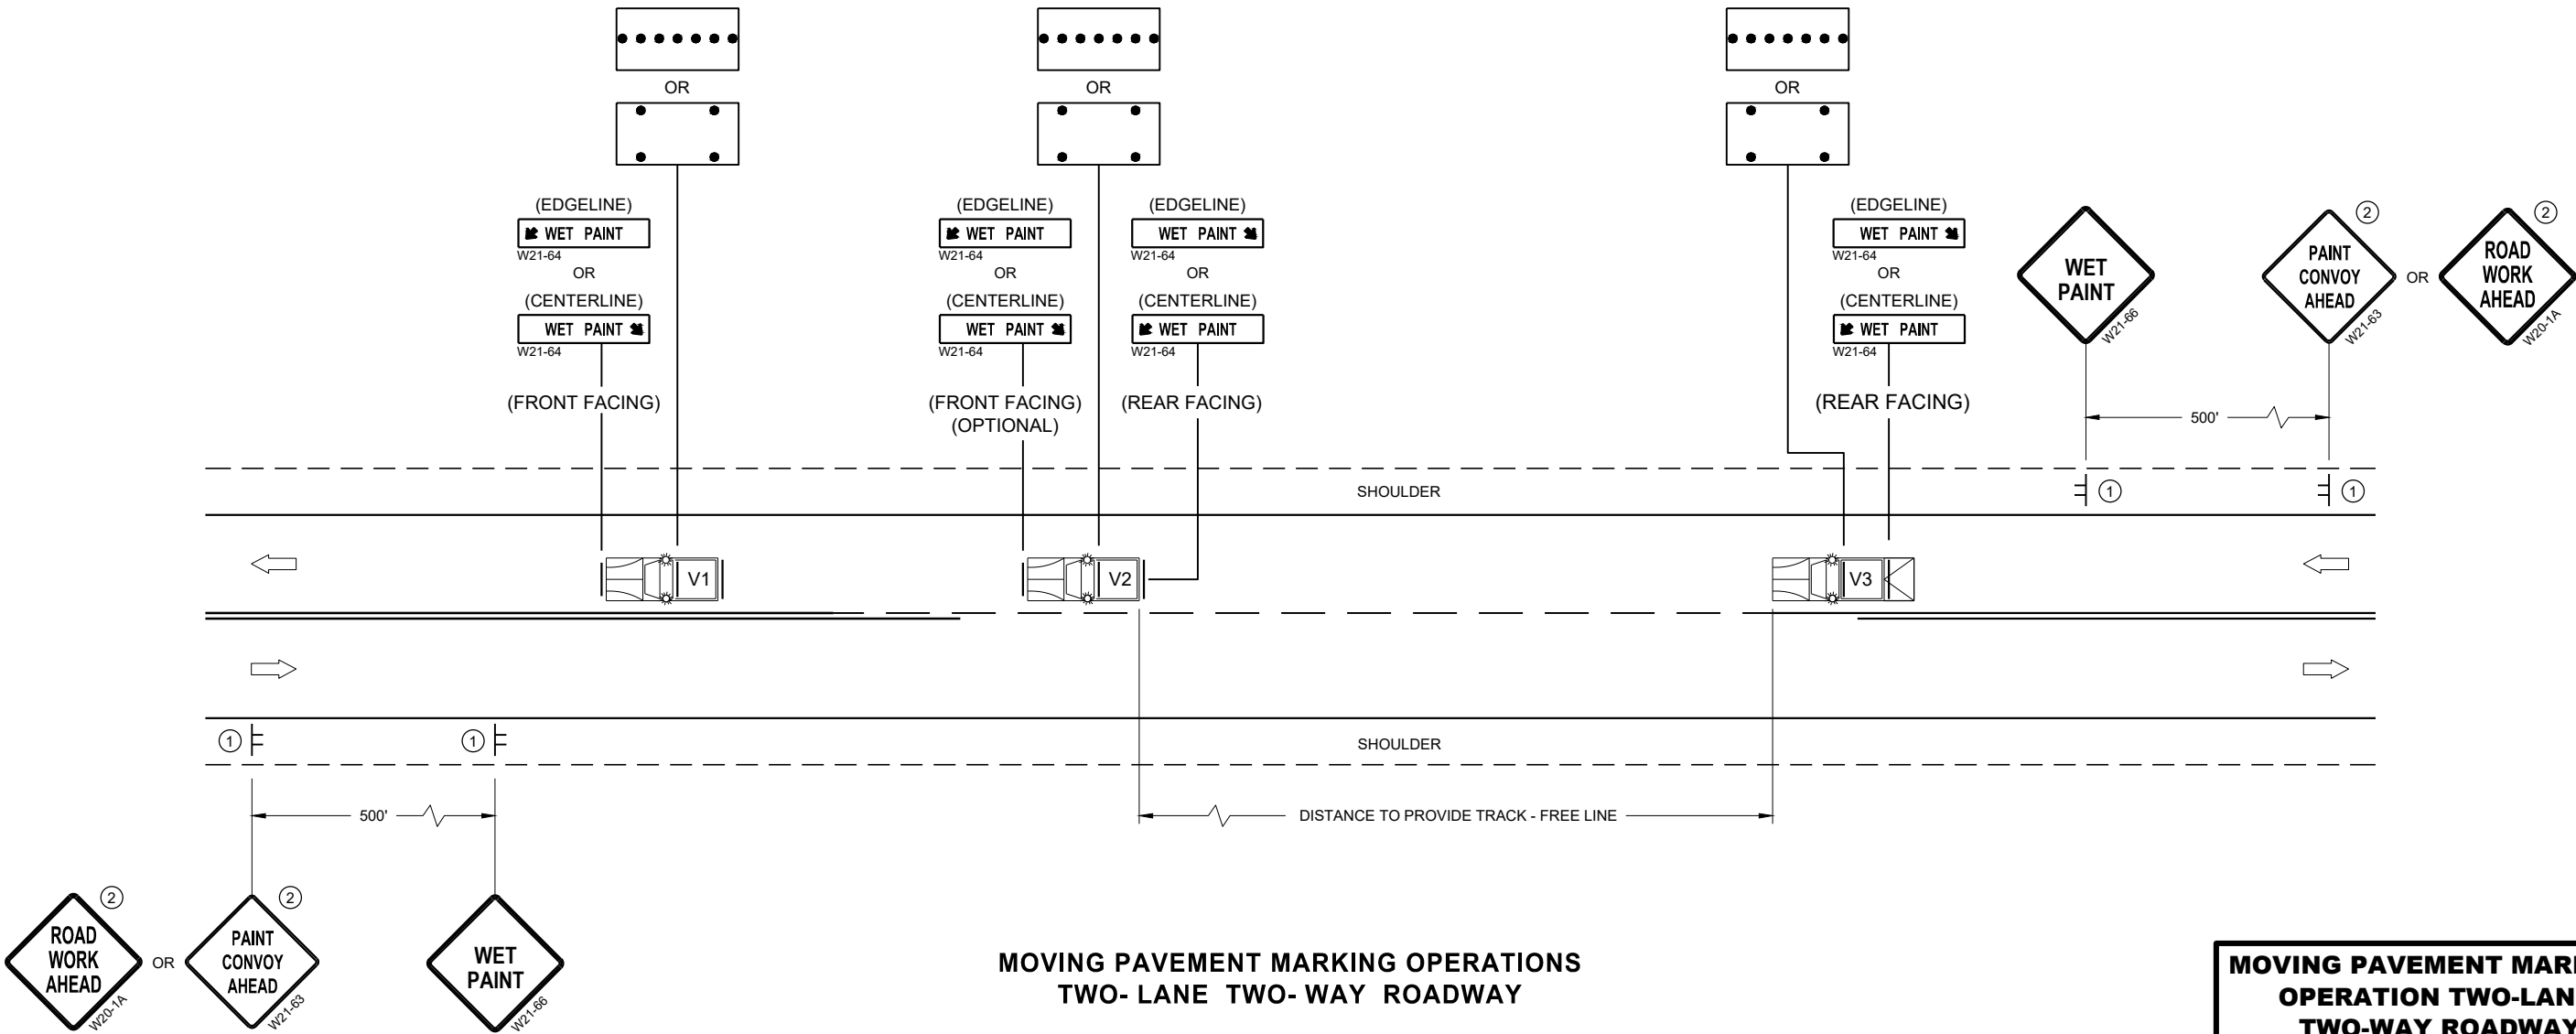 OR
OR
OR
(EDGELINE)
WET PAINT
W21-64
OR
(CENTERLINE)
WET PAINT
W21-64
(FRONT FACING)
(EDGELINE)
WET PAINT
W21-64
OR
(CENTERLINE)
WET PAINT
W21-64
(FRONT FACING)
(OPTIONAL)
(EDGELINE)
WET PAINT
W21-64
OR
(CENTERLINE)
WET PAINT
W21-64
(REAR FACING)
(EDGELINE)
WET PAINT
W21-64
OR
(CENTERLINE)
WET PAINT
W21-64
(REAR FACING)
WET
PAINT
W21-66
2
PAINT
CONVOY
AHEAD
W21-63
OR
2
ROAD
WORK
AHEAD
W20-1A
500'
SHOULDER
1
1
V1
V2
V3
1
1
SHOULDER
500'
DISTANCE TO PROVIDE TRACK - FREE LINE
2
ROAD
WORK
AHEAD
W20-1A
OR
2
PAINT
CONVOY
AHEAD
W21-63
WET
PAINT
W21-66
MOVING PAVEMENT MARKING OPERATIONS
TWO- LANE TWO- WAY ROADWAY
MOVING PAVEMENT
OPERATION
TWO-WAY ROADWAY